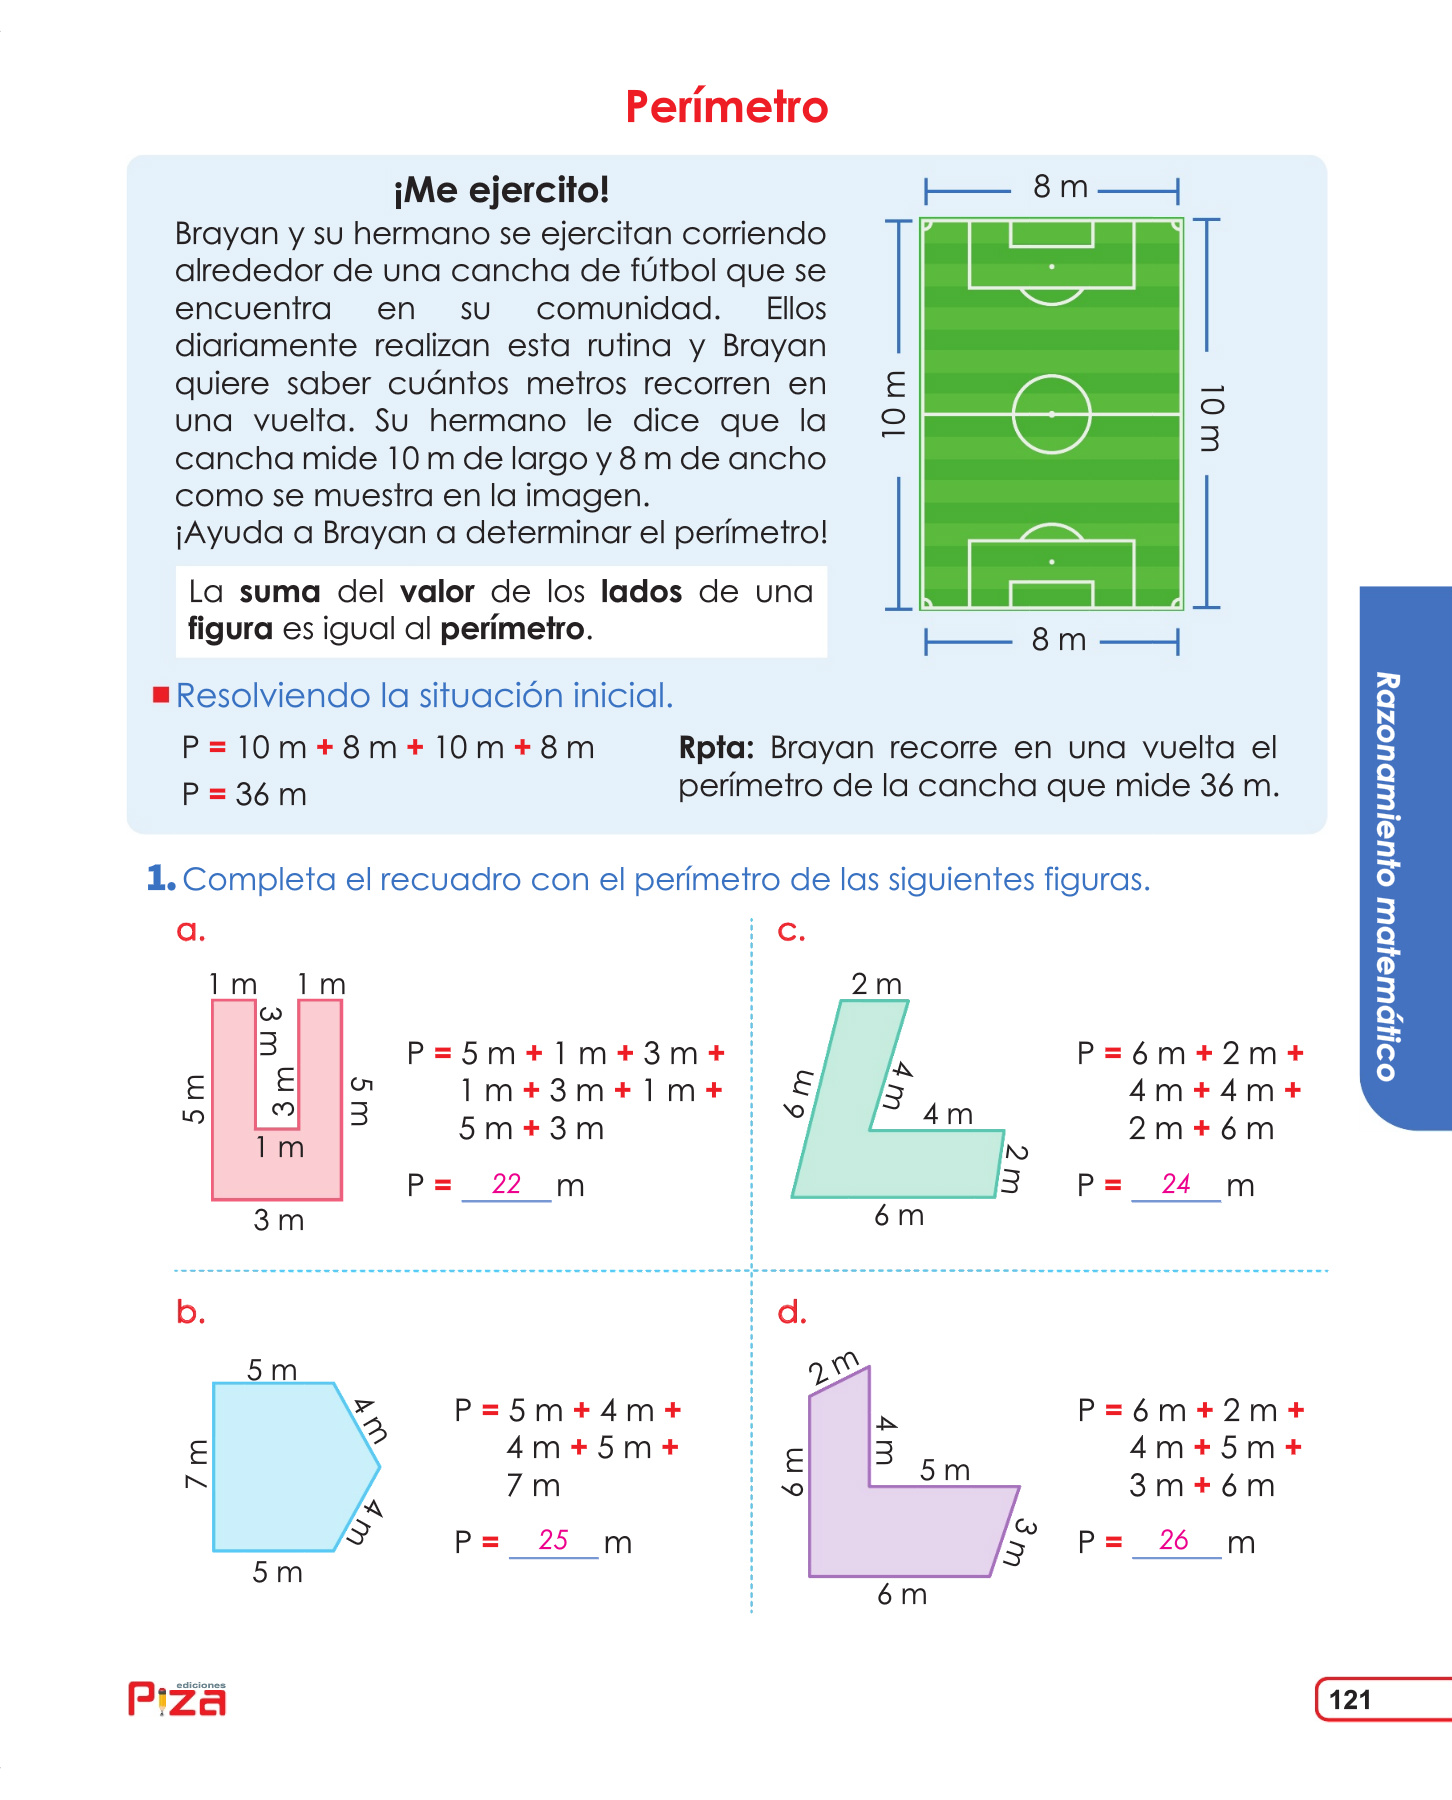 Perímetro
¡Me ejercito!
Brayan y su hermano se ejercitan corriendo
alrededor de una cancha de fútbol que se
encuentra en su comunidad. Ellos
diariamente realizan esta rutina y Brayan
quiere saber cuántos metros recorren en
una vuelta. Su hermano le dice que la
cancha mide 10 m de largo y 8 m de ancho
como se muestra en la imagen.
¡Ayuda a Brayan a determinar el perímetro!
La suma del valor de los lados de una
figura es igual al perímetro.
8 m
10 m
10 m
8 m
Resolviendo la situación inicial.
P = 10 m + 8 m + 10 m + 8 m
P = 36 m
Rpta: Brayan recorre en una vuelta el
perímetro de la cancha que mide 36 m.
Razonamiento matemático
1. Completa el recuadro con el perímetro de las siguientes figuras.
a.
1 m
1 m
3 m
3 m
5 m
5 m
1 m
3 m
P = 5 m + 1 m + 3 m +
1 m + 3 m + 1 m +
5 m + 3 m
P = 22 m
c.
2 m
6 m
4 m
4 m
2 m
6 m
P = 6 m + 2 m +
4 m + 4 m +
2 m + 6 m
P = 24 m
b.
5 m
4 m
7 m
4 m
5 m
P = 5 m + 4 m +
4 m + 5 m +
7 m
P = 25 m
d.
2 m
4 m
6 m
5 m
3 m
6 m
P = 6 m + 2 m +
4 m + 5 m +
3 m + 6 m
P = 26 m
ediciones
Piza
121